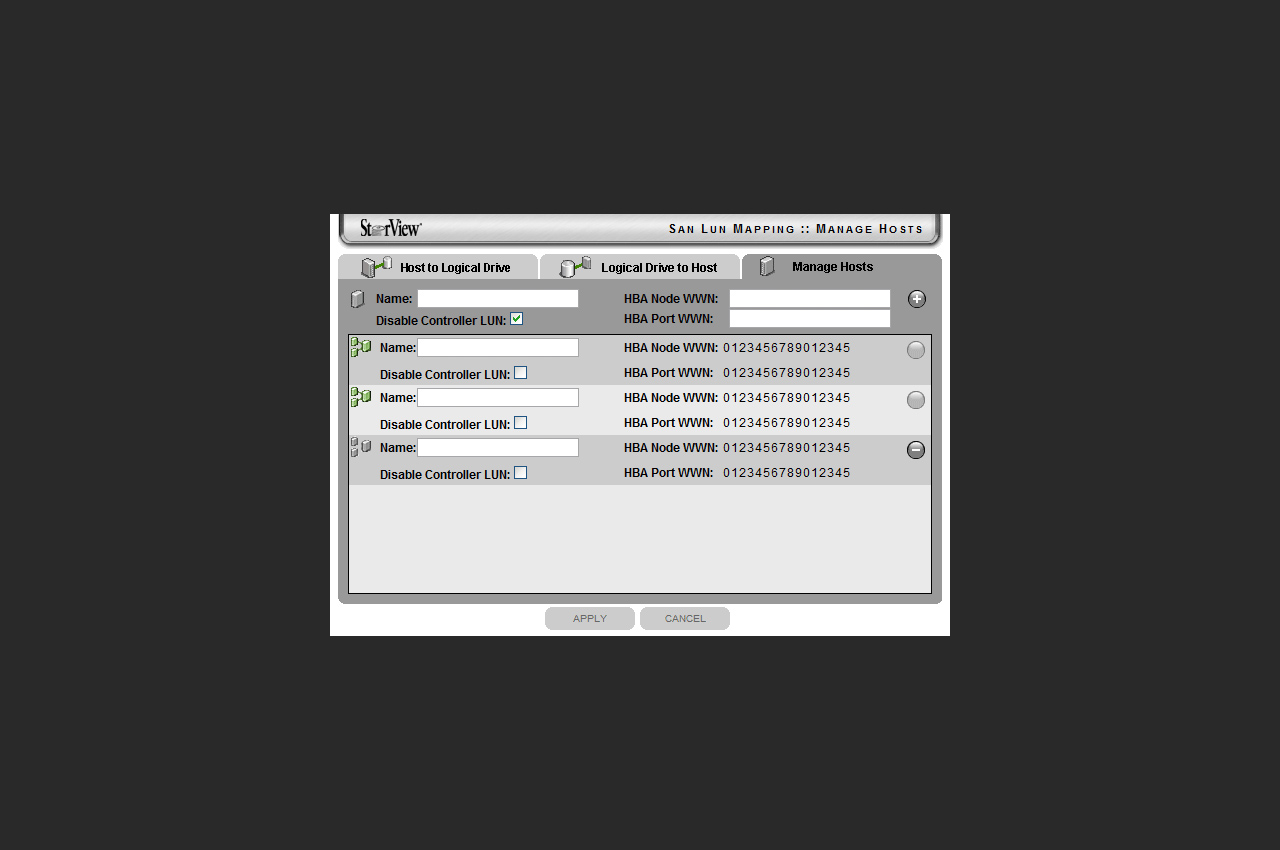 StorView® San Lun Mapping :: Manage Hosts
Host to Logical Drive Logical Drive to Host Manage Hosts
Name: HBA Node WWN:
Disable Controller LUN: HBA Port WWN:
Name: HBA Node WWN: 0123456789012345
Disable Controller LUN: HBA Port WWN: 0123456789012345
Name: HBA Node WWN: 0123456789012345
Disable Controller LUN: HBA Port WWN: 0123456789012345
Name: HBA Node WWN: 0123456789012345
Disable Controller LUN: HBA Port WWN: 0123456789012345
APPLY CANCEL